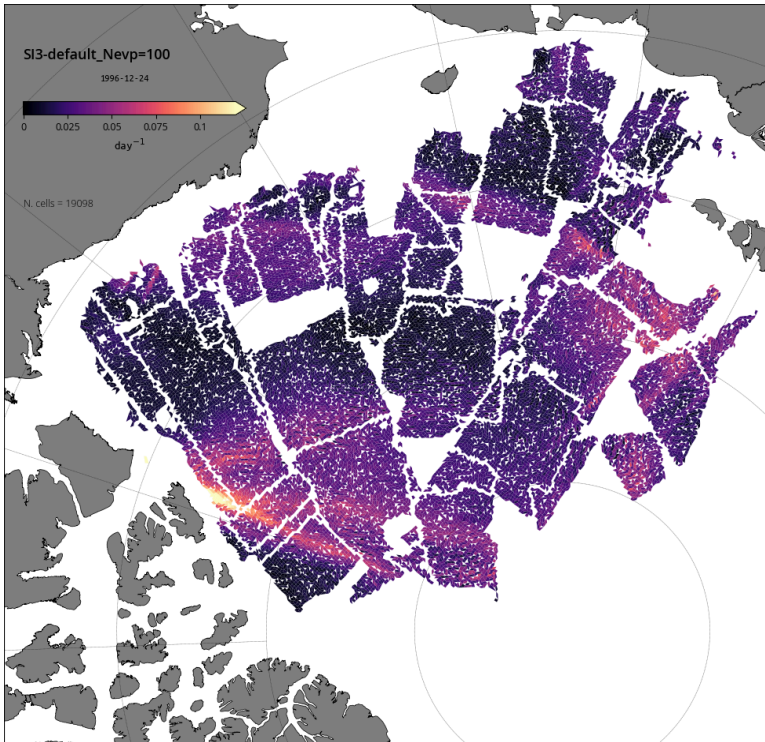 SI3-default_Nevp=100
1996-12-24
0 0.025 0.05 0.075 0.1
day⁻¹
N. cells = 19098